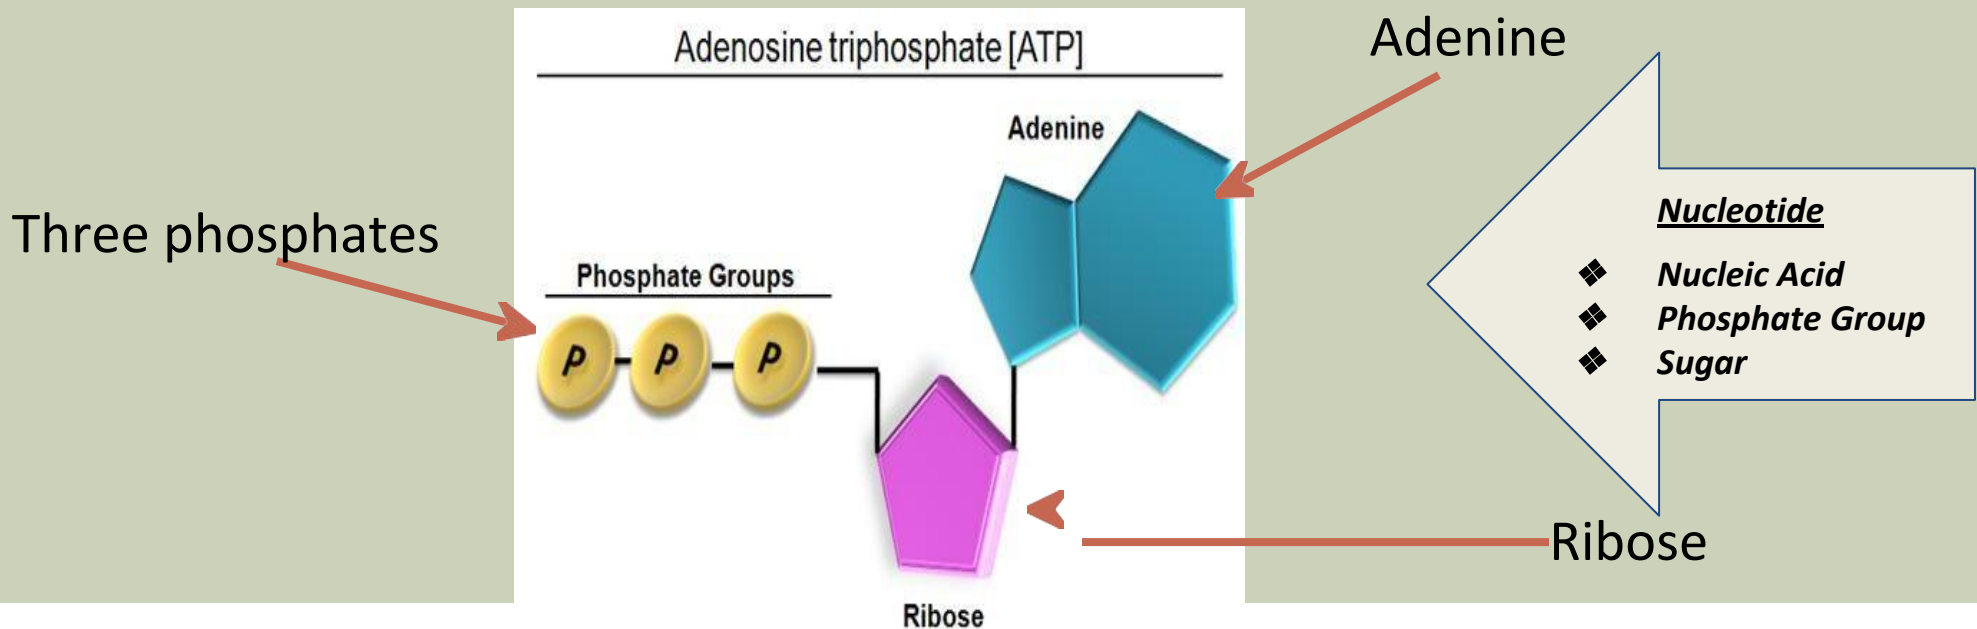 Adenosine triphosphate [ATP]
Adenine
Adenine
Three phosphates
Phosphate Groups
P P P
Nucleotide
❖ Nucleic Acid
❖ Phosphate Group
❖ Sugar
Ribose
Ribose